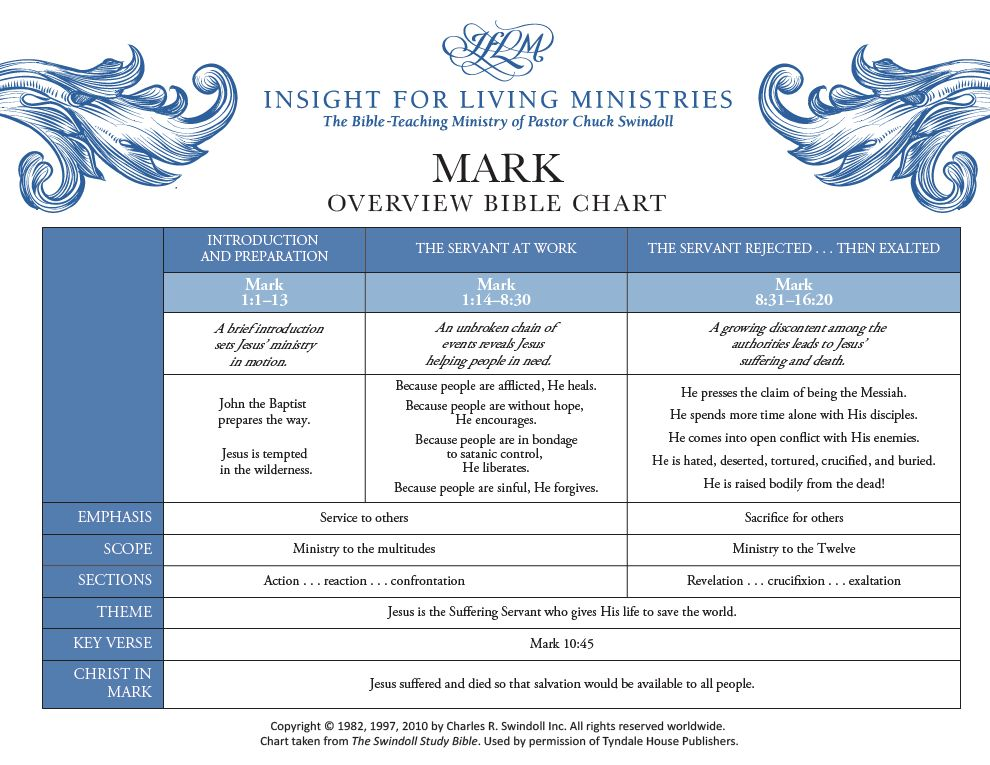 IFLM
INSIGHT FOR LIVING MINISTRIES
The Bible-Teaching Ministry of Pastor Chuck Swindoll
MARK
OVERVIEW BIBLE CHART
INTRODUCTION
AND PREPARATION
THE SERVANT AT WORK
THE SERVANT REJECTED . . . THEN EXALTED
Mark
1:1–13
Mark
1:14–8:30
Mark
8:31–16:20
A brief introduction
sets Jesus’ ministry
in motion.
An unbroken chain of
events reveals Jesus
helping people in need.
A growing discontent among the
authorities leads to Jesus’
suffering and death.
John the Baptist
prepares the way.
Jesus is tempted
in the wilderness.
Because people are afflicted, He heals.
Because people are without hope,
He encourages.
Because people are in bondage
to satanic control,
He liberates.
Because people are sinful, He forgives.
He presses the claim of being the Messiah.
He spends more time alone with His disciples.
He comes into open conflict with His enemies.
He is hated, deserted, tortured, crucified, and buried.
He is raised bodily from the dead!
EMPHASIS
Service to others
Sacrifice for others
SCOPE
Ministry to the multitudes
Ministry to the Twelve
SECTIONS
Action . . . reaction . . . confrontation
Revelation . . . crucifixion . . . exaltation
THEME
Jesus is the Suffering Servant who gives His life to save the world.
KEY VERSE
Mark 10:45
CHRIST IN
MARK
Jesus suffered and died so that salvation would be available to all people.
Copyright © 1982, 1997, 2010 by Charles R. Swindoll Inc. All rights reserved worldwide.
Chart taken from The Swindoll Study Bible. Used by permission of Tyndale House Publishers.